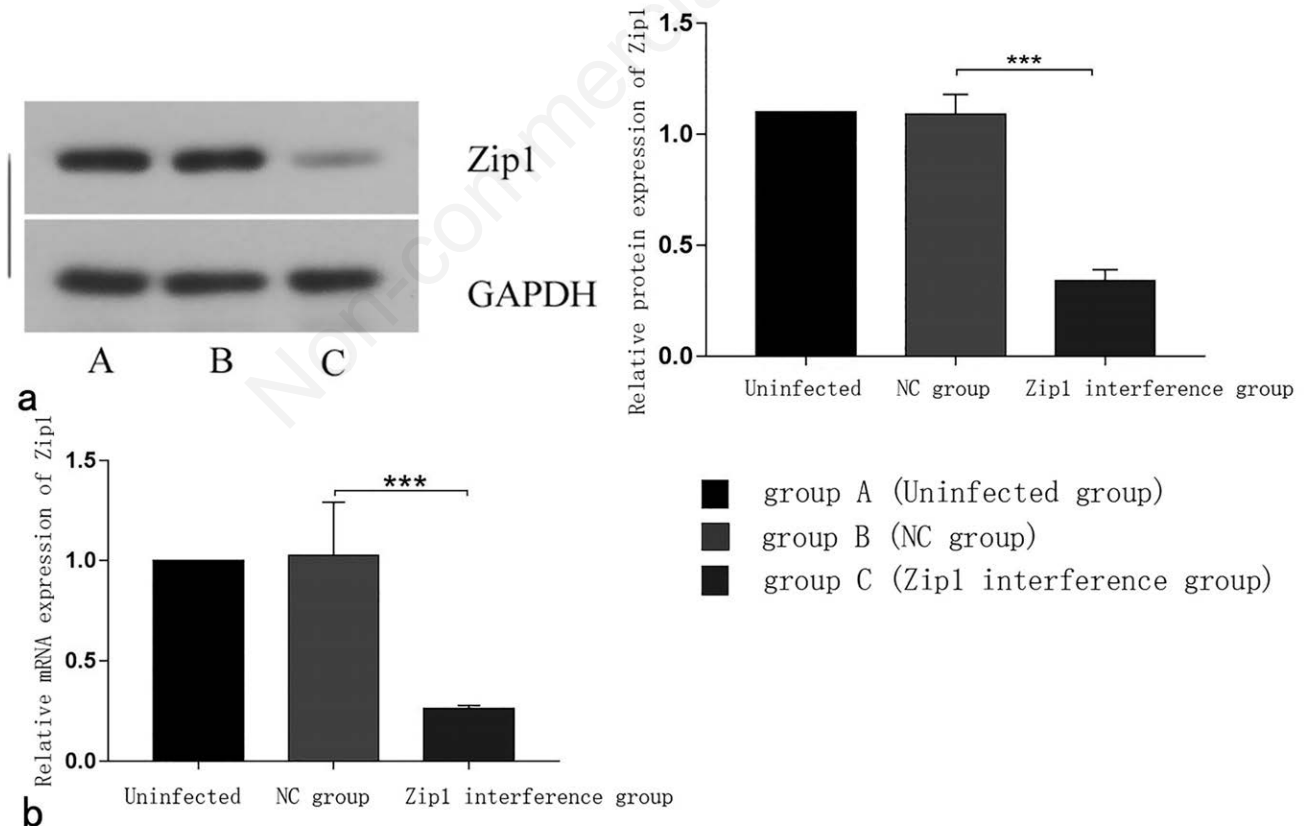 Non-commercial
Zip1
GAPDH
A B C
a
Relative protein expression of Zip1
1.5
1.0
0.5
0.0
***
Uninfected NC group Zip1 interference group
Relative mRNA expression of Zip1
1.5
1.0
0.5
0.0
***
Uninfected NC group Zip1 interference group
b
group A (Uninfected group)
group B (NC group)
group C (Zip1 interference group)